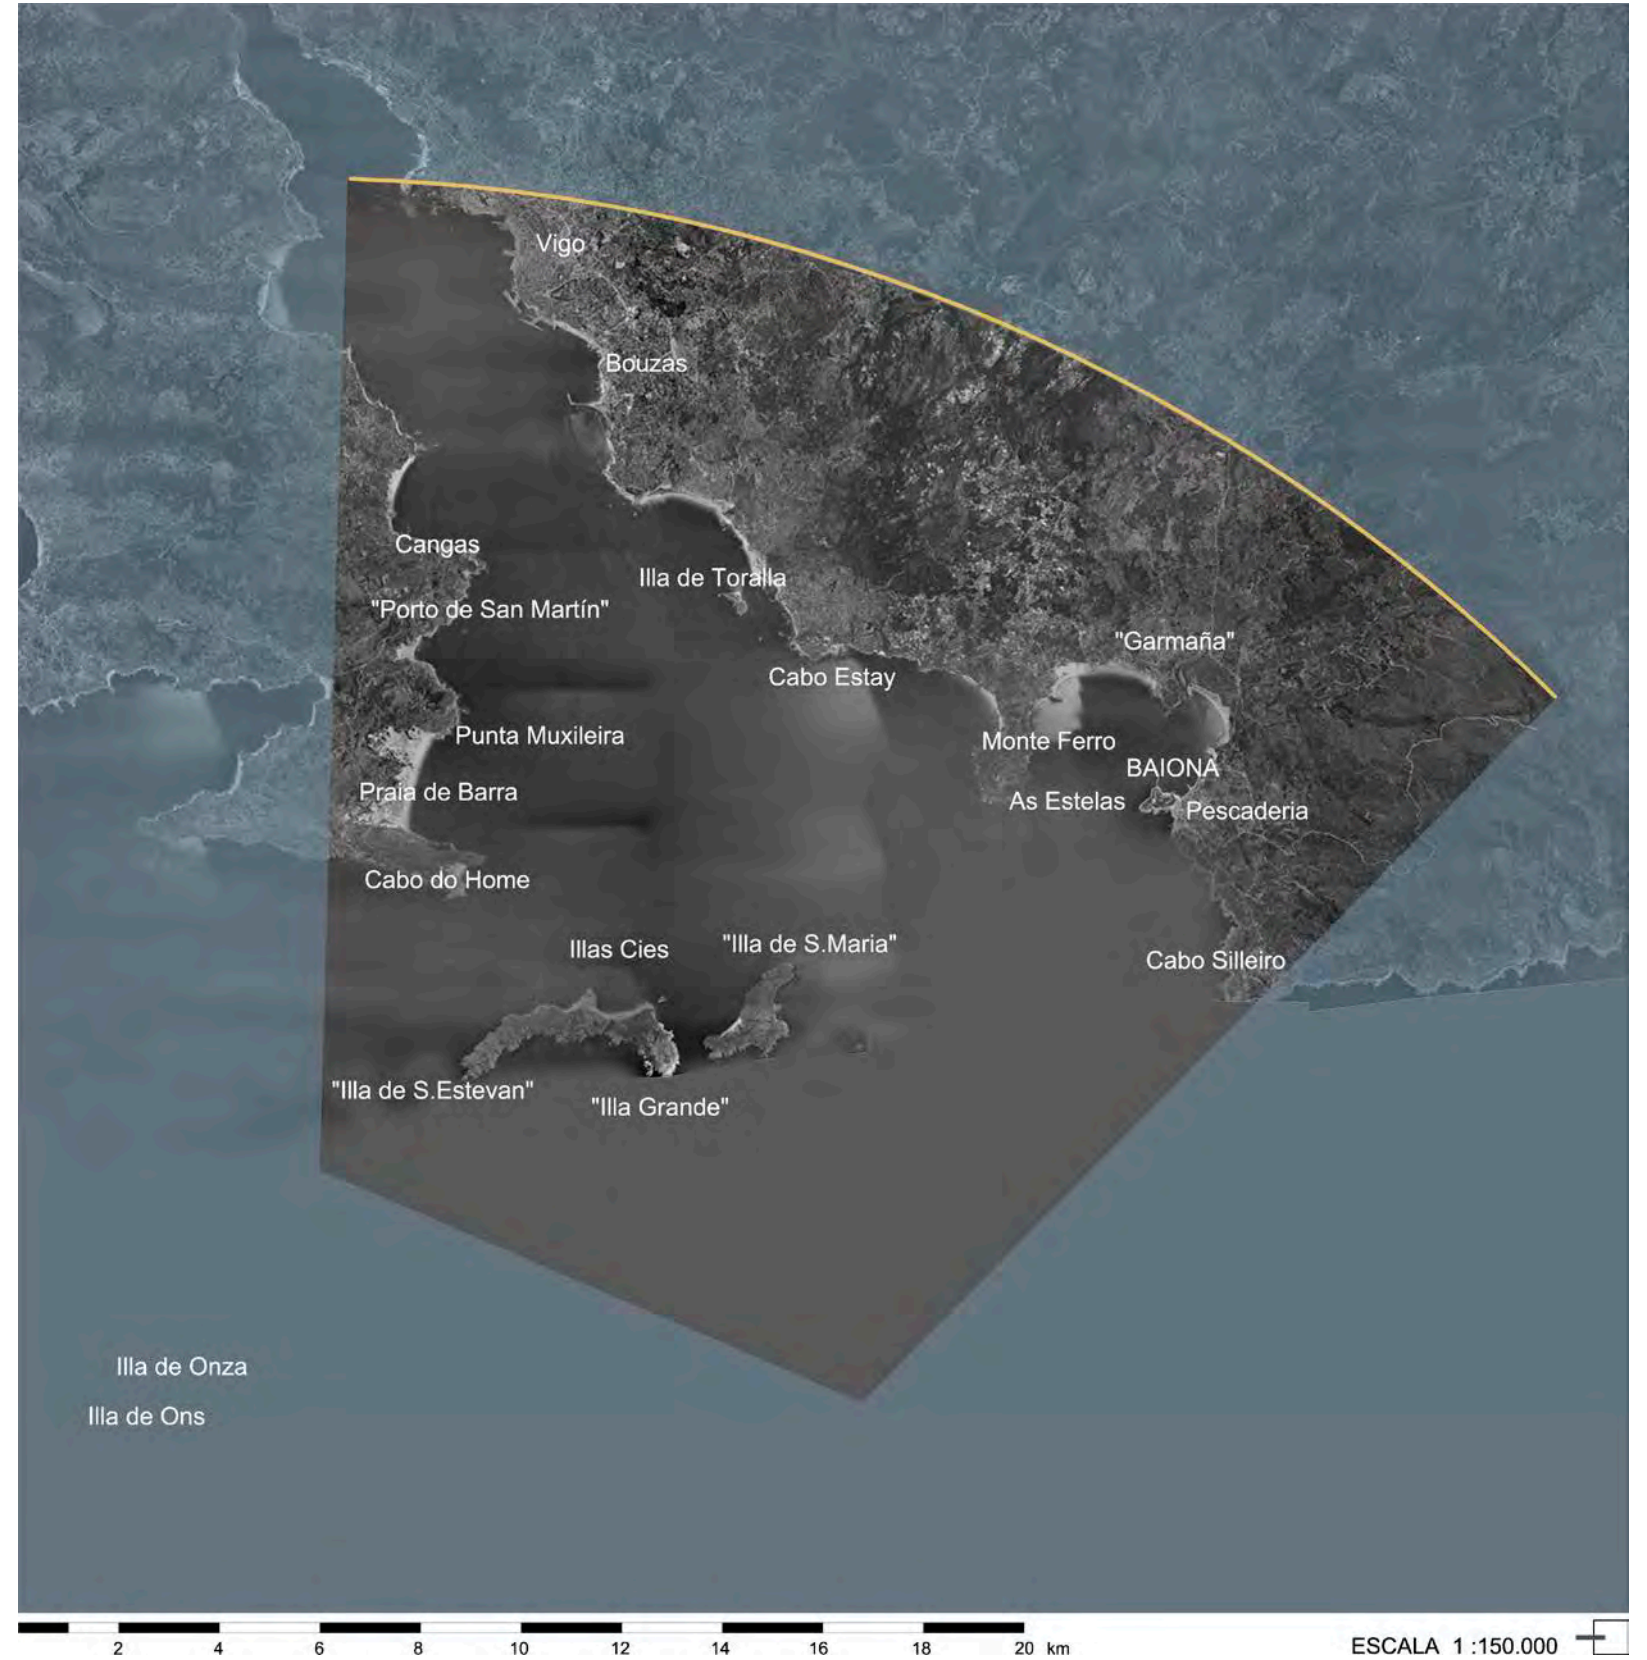 Vigo
Bouzas
Cangas
Illa de Toralla
"Porto de San Martín"
"Garmaña"
Cabo Estay
Punta Muxileira
Monte Ferro
BAIONA
Praia de Barra
As Estelas
Pescaderia
Cabo do Home
Illas Cies
"Illa de S.Maria"
Cabo Silleiro
"Illa de S.Estevan"
"Illa Grande"
Illa de Onza
Illa de Ons
2 4 6 8 10 12 14 16 18 20 km
ESCALA 1 :150.000